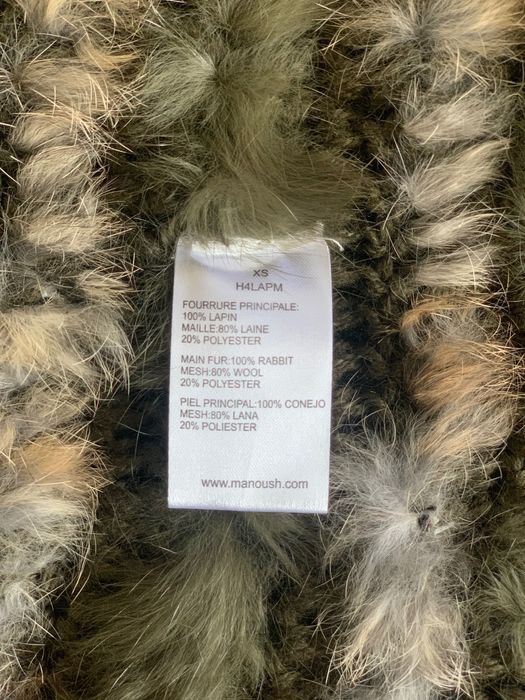 XS
H4LAPM
FOURRURE PRINCIPALE:
100% LAPIN
MAILLE:80% LAINE
20% POLYESTER
MAIN FUR:100% RABBIT
MESH:80% WOOL
20% POLYESTER
PIEL PRINCIPAL:100% CONEJO
MESH:80% LANA
20% POLIESTER
www.manoush.com